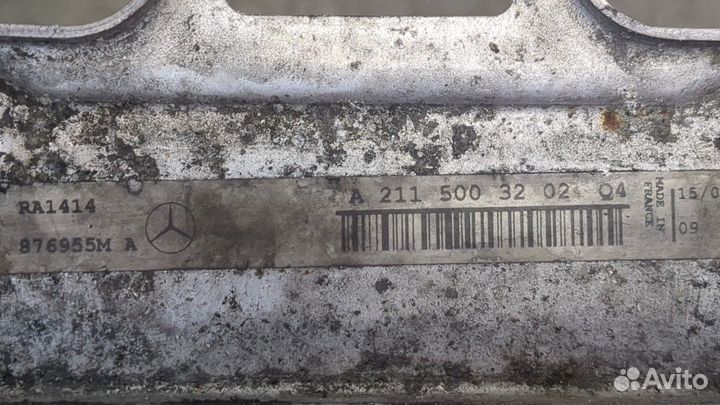 RA1414
876955M A
A 211 500 32 02 Q4
MADE IN
FRANCE
15/0
09
Avito